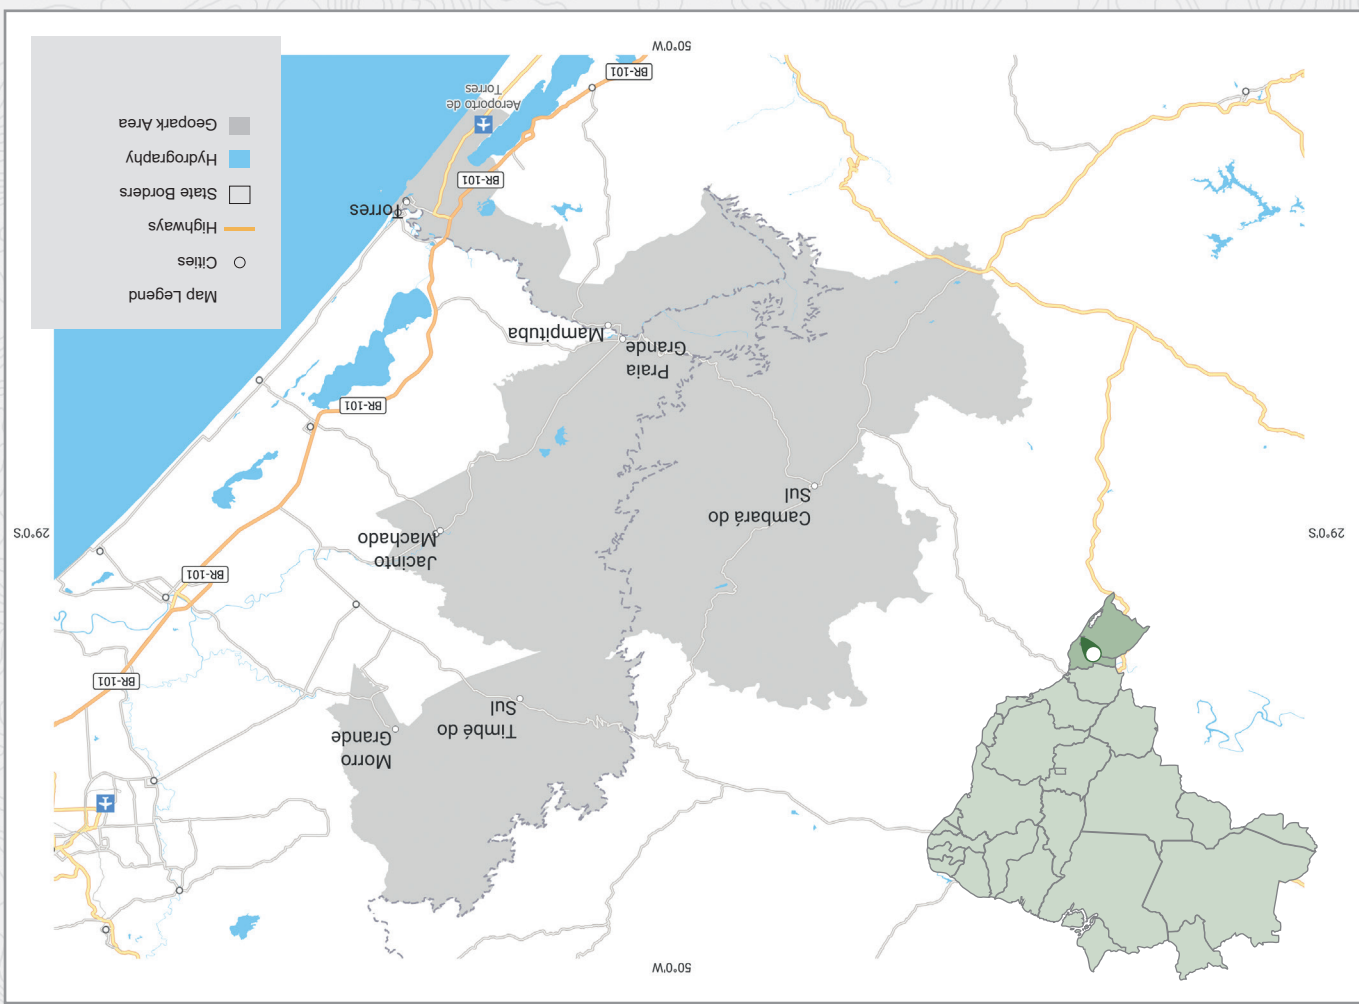 50°0'W
Morro
Grande
Timbé do
Sul
BR-101
BR-101
Jacinto
Machado
29°0'S
29°0'S
Cambará do
Sul
BR-101
Praia
Grande
Mampituba
Torres
BR-101
Aeroporto de
Torres
BR-101
Map Legend
Cities
Highways
State Borders
Hydrography
Geopark Area
50°0'W